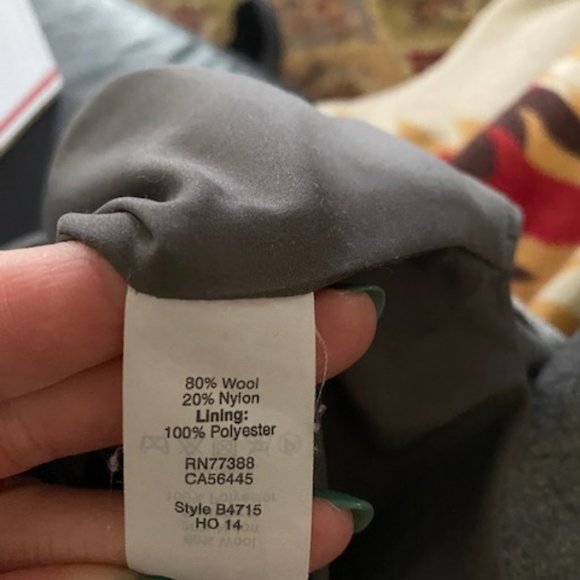 80% Wool
20% Nylon
Lining:
100% Polyester
RN77388
CA56445
Style B4715
HO 14